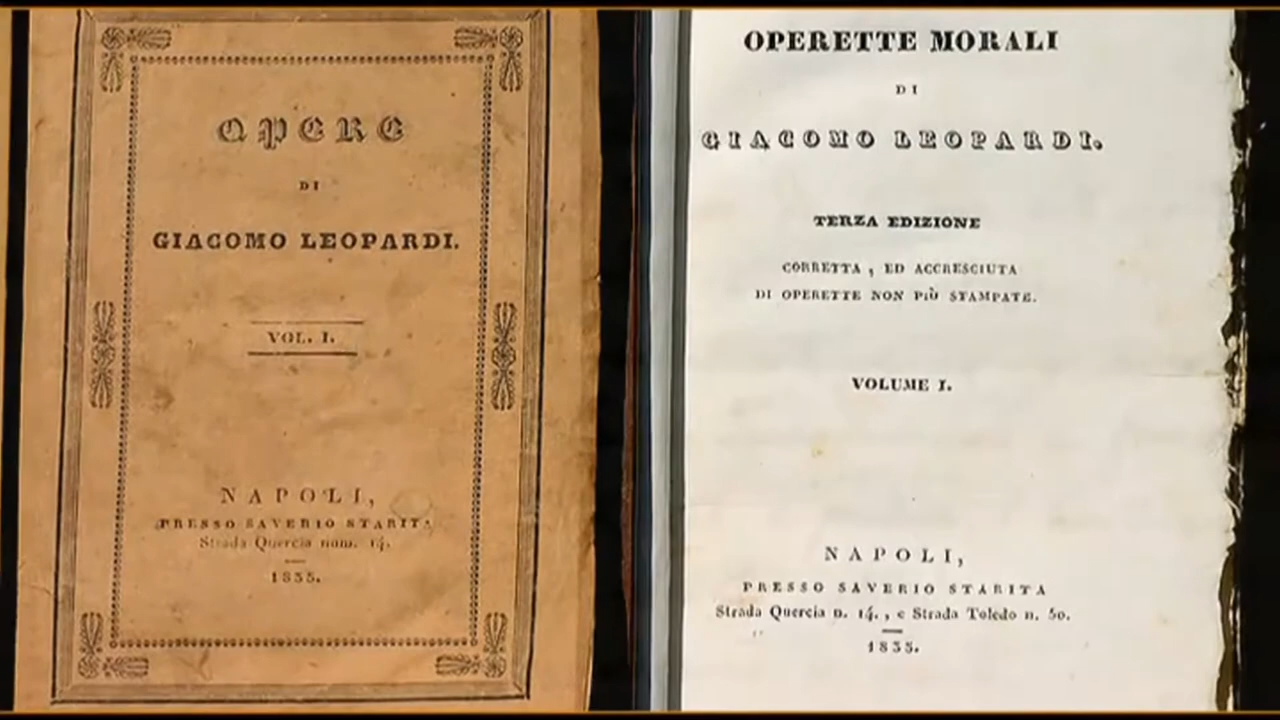 OPERE
DI
GIACOMO LEOPARDI.
VOL. I.
NAPOLI,
PRESSO SAVERIO STARITA
Strada Quercia num. 14.
1835.
OPERETTE MORALI
DI
GIACOMO LEOPARDI.
TERZA EDIZIONE
CORRETTA, ED ACCRESCIUTA
DI OPERETTE NON PIÙ STAMPATE.
VOLUME I.
NAPOLI,
PRESSO SAVERIO STARITA
Strada Quercia n. 14., e Strada Toledo n. 50.
1835.